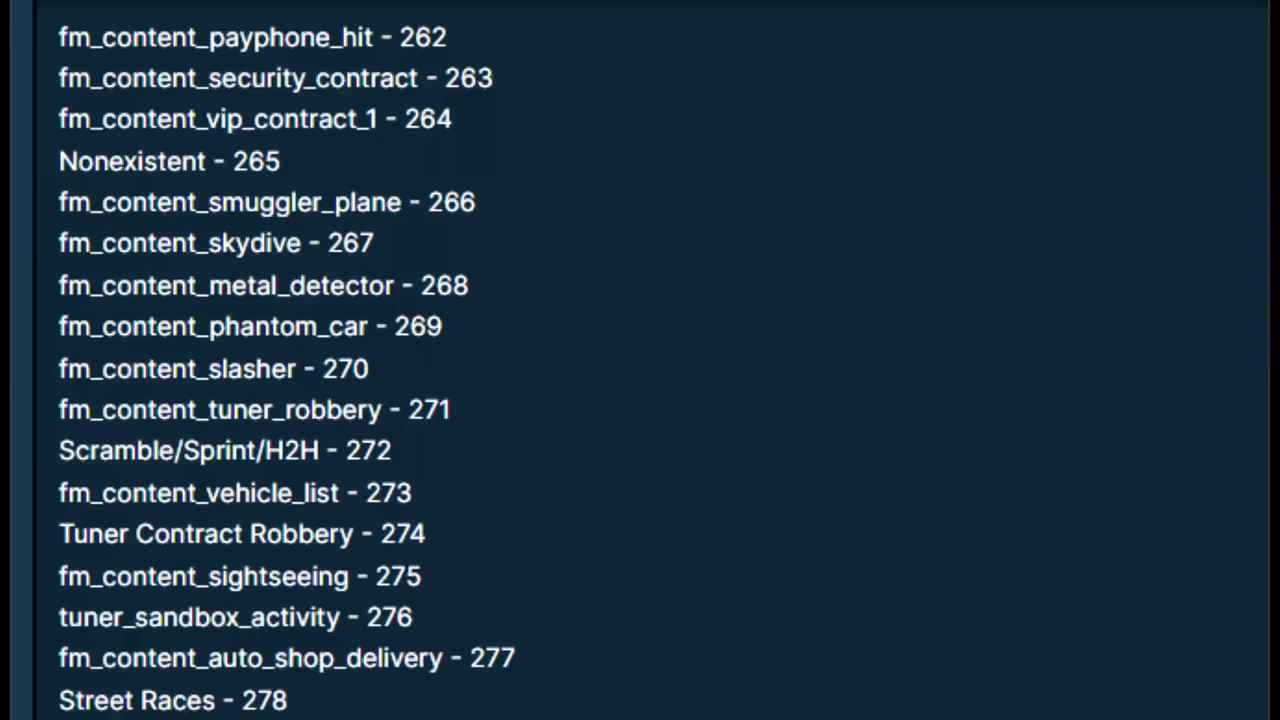 fm_content_payphone_hit - 262
fm_content_security_contract - 263
fm_content_vip_contract_1 - 264
Nonexistent - 265
fm_content_smuggler_plane - 266
fm_content_skydive - 267
fm_content_metal_detector - 268
fm_content_phantom_car - 269
fm_content_slasher - 270
fm_content_tuner_robbery - 271
Scramble/Sprint/H2H - 272
fm_content_vehicle_list - 273
Tuner Contract Robbery - 274
fm_content_sightseeing - 275
tuner_sandbox_activity - 276
fm_content_auto_shop_delivery - 277
Street Races - 278